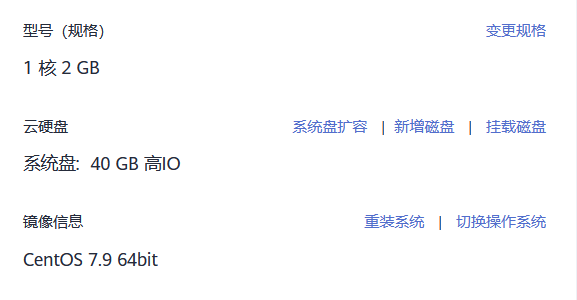 型号（规格） 变更规格
1 核 2 GB
云硬盘 系统盘扩容 | 新增磁盘 | 挂载磁盘
系统盘: 40 GB 高IO
镜像信息 重装系统 | 切换操作系统
CentOS 7.9 64bit